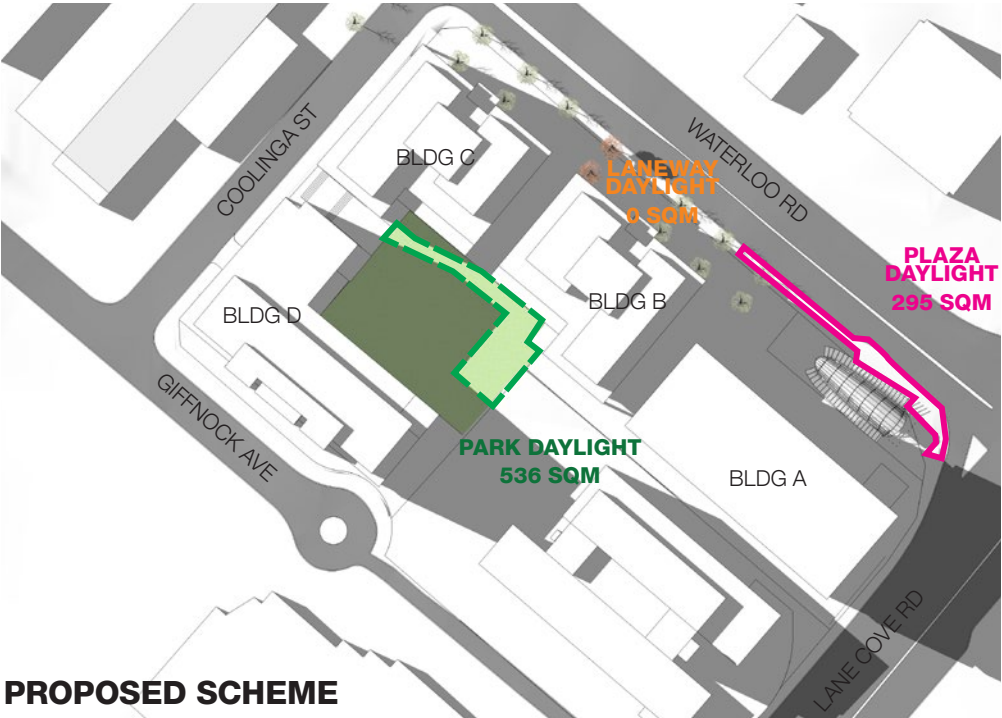 COOLINGA ST
WATERLOO RD
BLDG C
LANEWAY
DAYLIGHT
0 SQM
PLAZA
DAYLIGHT
295 SQM
BLDG B
BLDG D
GIFFNOCK AVE
PARK DAYLIGHT
536 SQM
BLDG A
LANE COVE RD
PROPOSED SCHEME